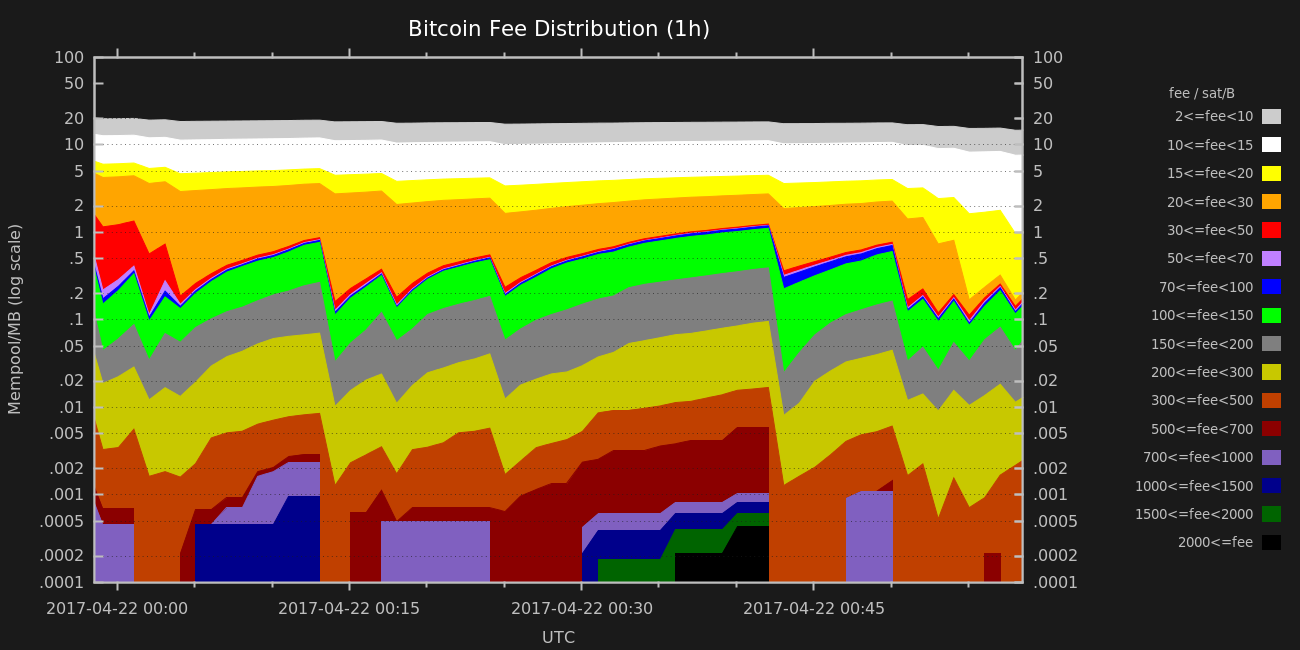 Bitcoin Fee Distribution (1h)
Mempool/MB (log scale)
100
50
20
10
5
2
1
.5
.2
.1
.05
.02
.01
.005
.002
.001
.0005
.0002
.0001
100
50
20
10
5
2
1
.5
.2
.1
.05
.02
.01
.005
.002
.001
.0005
.0002
.0001
2017-04-22 00:00
2017-04-22 00:15
2017-04-22 00:30
2017-04-22 00:45
UTC
fee / sat/B
2<=fee<10
10<=fee<15
15<=fee<20
20<=fee<30
30<=fee<50
50<=fee<70
70<=fee<100
100<=fee<150
150<=fee<200
200<=fee<300
300<=fee<500
500<=fee<700
700<=fee<1000
1000<=fee<1500
1500<=fee<2000
2000<=fee